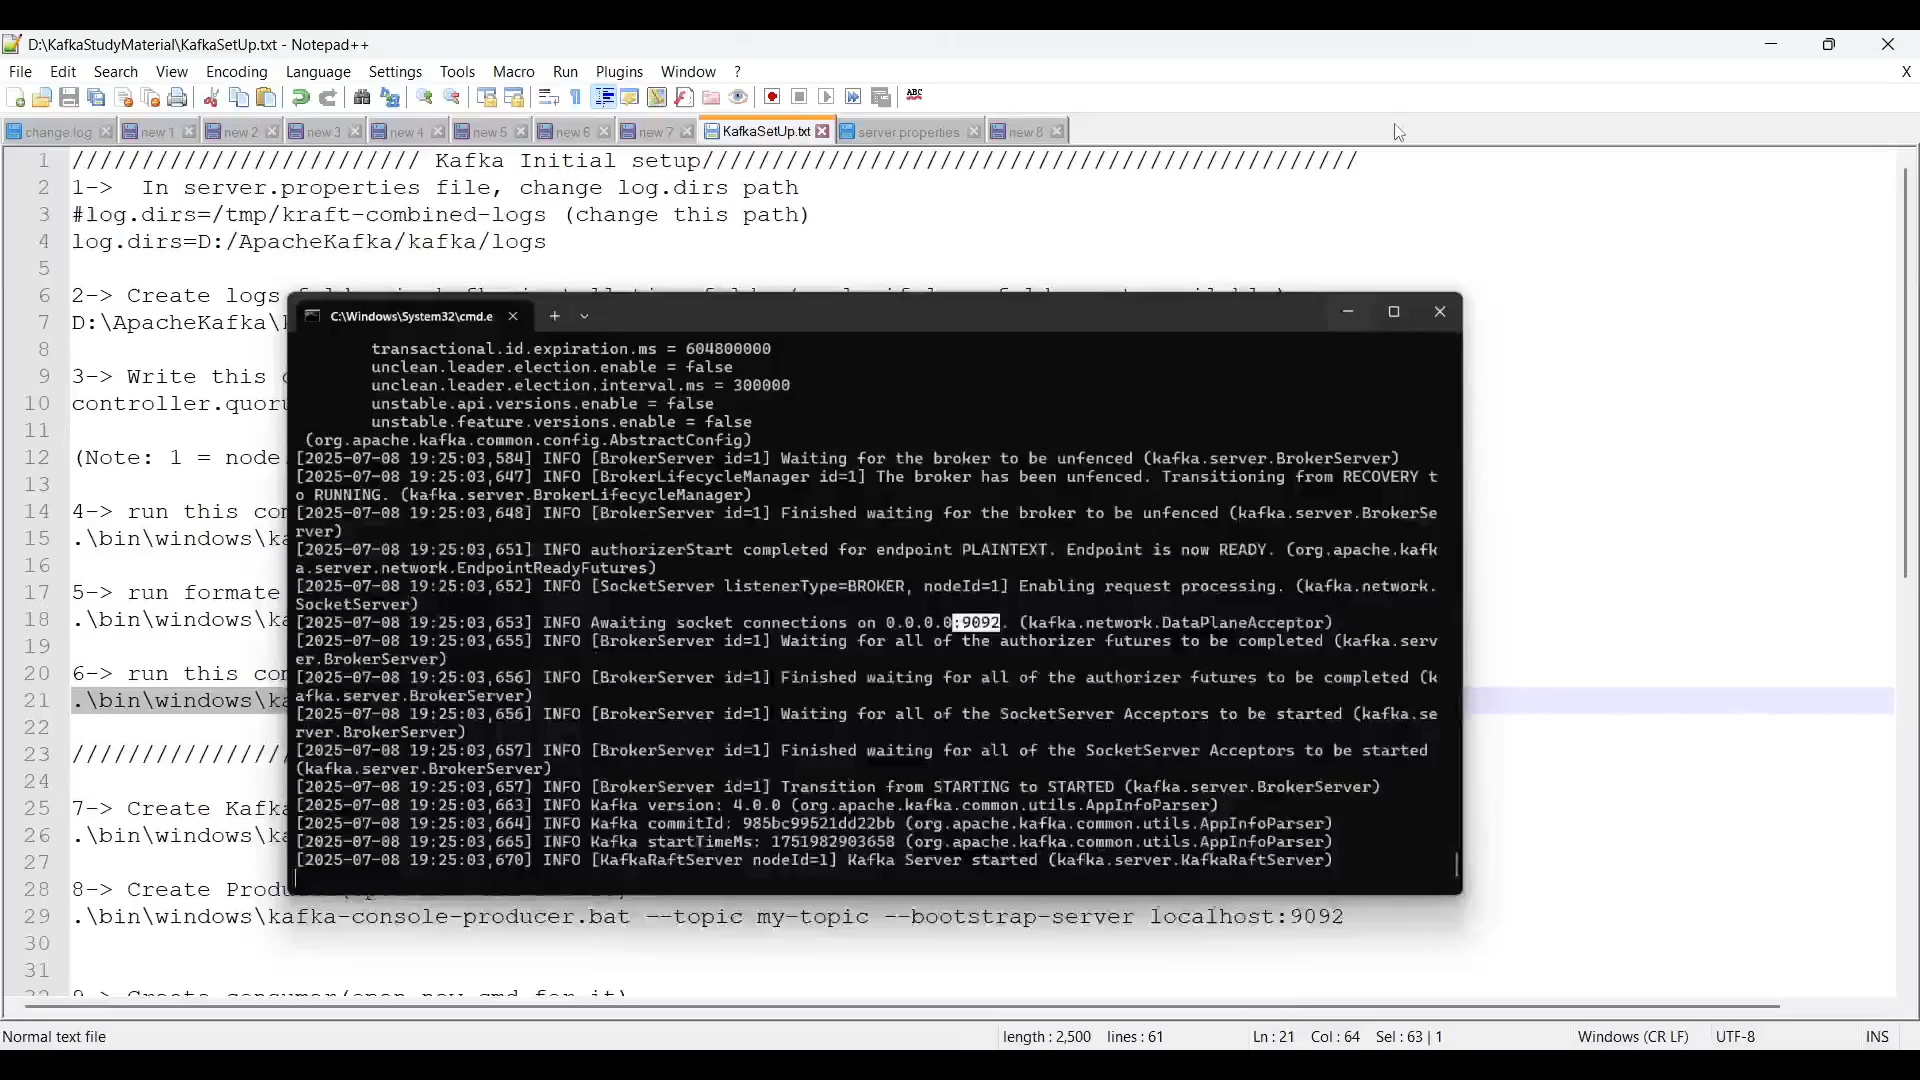 D:\KafkaStudyMaterial\KafkaSetUp.txt - Notepad++
File Edit Search View Encoding Language Settings Tools Macro Run Plugins Window ? X
change.log new 1 new 2 new 3 new 4 new 5 new 6 new 7 KafkaSetUp.txt server.properties new 8
1 ///////////////////////// Kafka Initial setup///////////////////////////////////////////////
2 1-> In server.properties file, change log.dirs path
3 #log.dirs=/tmp/kraft-combined-logs (change this path)
4 log.dirs=D:/ApacheKafka/kafka/logs
5
6 2-> Create logs
7 D:\ApacheKafka\
8
9 3-> Write this
10 controller.quoru
11
12 (Note: 1 = node
13
14 4-> run this com
15 .\bin\windows\ka
16
17 5-> run formate
18 .\bin\windows\ka
19
20 6-> run this com
21 .\bin\windows\ka
22
23 ////////////////
24
25 7-> Create Kafka
26 .\bin\windows\ka
27
28 8-> Create Produ
29 .\bin\windows\kafka-console-producer.bat --topic my-topic --bootstrap-server localhost:9092
30
31
32 9-> Create consumer(open new cmd for it)
C:\Windows\System32\cmd.e
transactional.id.expiration.ms = 604800000
unclean.leader.election.enable = false
unclean.leader.election.interval.ms = 300000
unstable.api.versions.enable = false
unstable.feature.versions.enable = false
(org.apache.kafka.common.config.AbstractConfig)
[2025-07-08 19:25:03,584] INFO [BrokerServer id=1] Waiting for the broker to be unfenced (kafka.server.BrokerServer)
[2025-07-08 19:25:03,647] INFO [BrokerLifecycleManager id=1] The broker has been unfenced. Transitioning from RECOVERY t
o RUNNING. (kafka.server.BrokerLifecycleManager)
[2025-07-08 19:25:03,648] INFO [BrokerServer id=1] Finished waiting for the broker to be unfenced (kafka.server.BrokerSe
rver)
[2025-07-08 19:25:03,651] INFO authorizerStart completed for endpoint PLAINTEXT. Endpoint is now READY. (org.apache.kafk
a.server.network.EndpointReadyFutures)
[2025-07-08 19:25:03,652] INFO [SocketServer listenerType=BROKER, nodeId=1] Enabling request processing. (kafka.network.
SocketServer)
[2025-07-08 19:25:03,653] INFO Awaiting socket connections on 0.0.0.0:9092. (kafka.network.DataPlaneAcceptor)
[2025-07-08 19:25:03,655] INFO [BrokerServer id=1] Waiting for all of the authorizer futures to be completed (kafka.serv
er.BrokerServer)
[2025-07-08 19:25:03,656] INFO [BrokerServer id=1] Finished waiting for all of the authorizer futures to be completed (k
afka.server.BrokerServer)
[2025-07-08 19:25:03,656] INFO [BrokerServer id=1] Waiting for all of the SocketServer Acceptors to be started (kafka.se
rver.BrokerServer)
[2025-07-08 19:25:03,657] INFO [BrokerServer id=1] Finished waiting for all of the SocketServer Acceptors to be started
(kafka.server.BrokerServer)
[2025-07-08 19:25:03,657] INFO [BrokerServer id=1] Transition from STARTING to STARTED (kafka.server.BrokerServer)
[2025-07-08 19:25:03,663] INFO Kafka version: 4.0.0 (org.apache.kafka.common.utils.AppInfoParser)
[2025-07-08 19:25:03,664] INFO Kafka commitId: 985bc99521dd22bb (org.apache.kafka.common.utils.AppInfoParser)
[2025-07-08 19:25:03,665] INFO Kafka startTimeMs: 1751982903658 (org.apache.kafka.common.utils.AppInfoParser)
[2025-07-08 19:25:03,670] INFO [KafkaRaftServer nodeId=1] Kafka Server started (kafka.server.KafkaRaftServer)
Normal text file length : 2,500 lines : 61 Ln : 21 Col : 64 Sel : 63 | 1 Windows (CR LF) UTF-8 INS